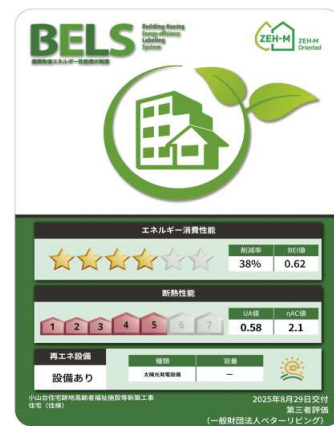 BELS
Building-Housing
Energy-efficiency
Labelling
System
建築物省エネルギー性能表示制度
ZEH-M
ZEH-M
Oriented
エネルギー消費性能
削減率 BEI値
38% 0.62
断熱性能
1 2 3 4 5 6 7
UA値 ηAC値
0.58 2.1
再エネ設備
設備あり
種類 容量
太陽光発電設備 ―
小山台住宅跡地高齢者福祉施設等新築工事
住宅(住棟)
2025年8月29日交付
第三者評価
(一般財団法人ベターリビング)